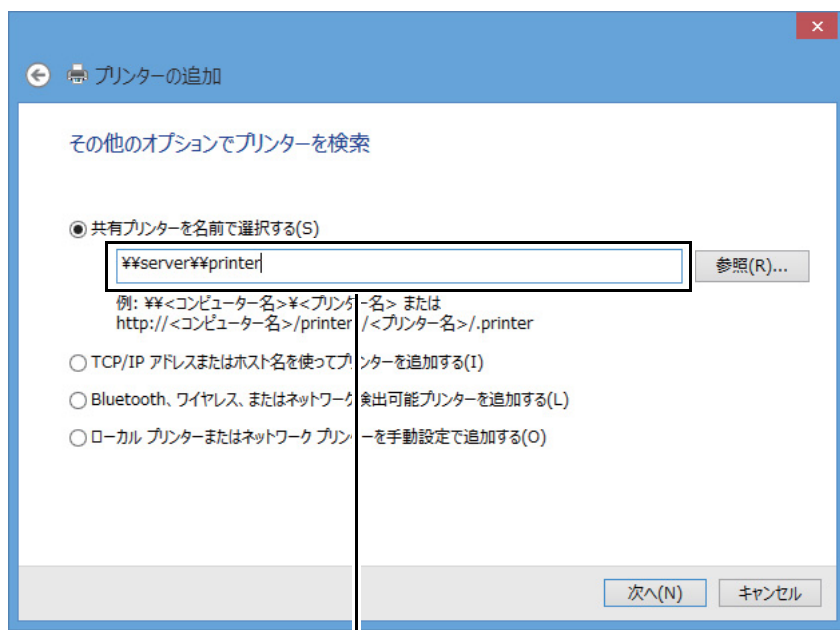 プリンターの追加
その他のオプションでプリンターを検索
共有プリンターを名前で選択する(S)
¥¥server¥¥printer
参照(R)...
例: ¥¥<コンピューター名>¥<プリンター名> または
http://<コンピューター名>/printer /<プリンター名>/.printer
TCP/IP アドレスまたはホスト名を使ってプリンターを追加する(I)
Bluetooth、ワイヤレス、またはネットワーク検出可能プリンターを追加する(L)
ローカル プリンターまたはネットワーク プリンターを手動設定で追加する(O)
次へ(N)
キャンセル